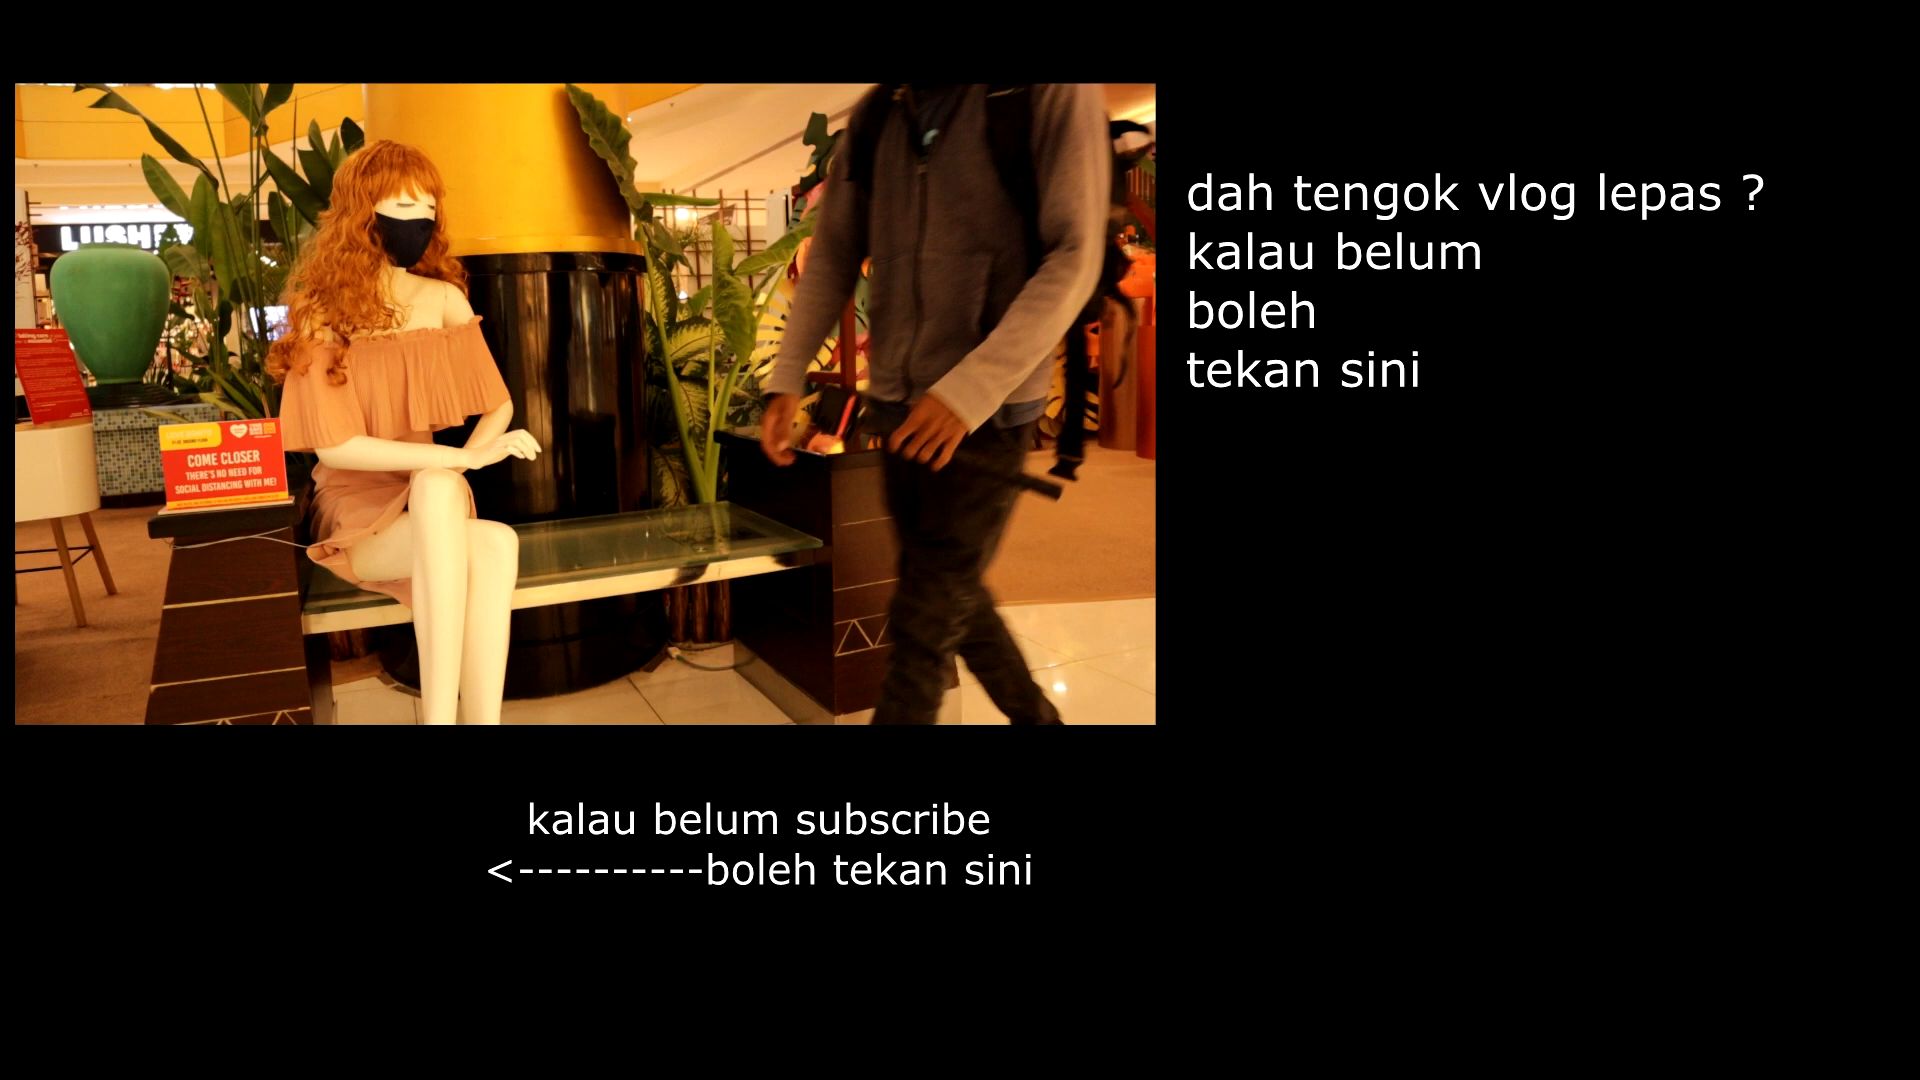 LUSH
COME CLOSER
THERE'S NO NEED FOR
SOCIAL DISTANCING WITH ME!
dah tengok vlog lepas ?
kalau belum
boleh
tekan sini
kalau belum subscribe
<----------boleh tekan sini